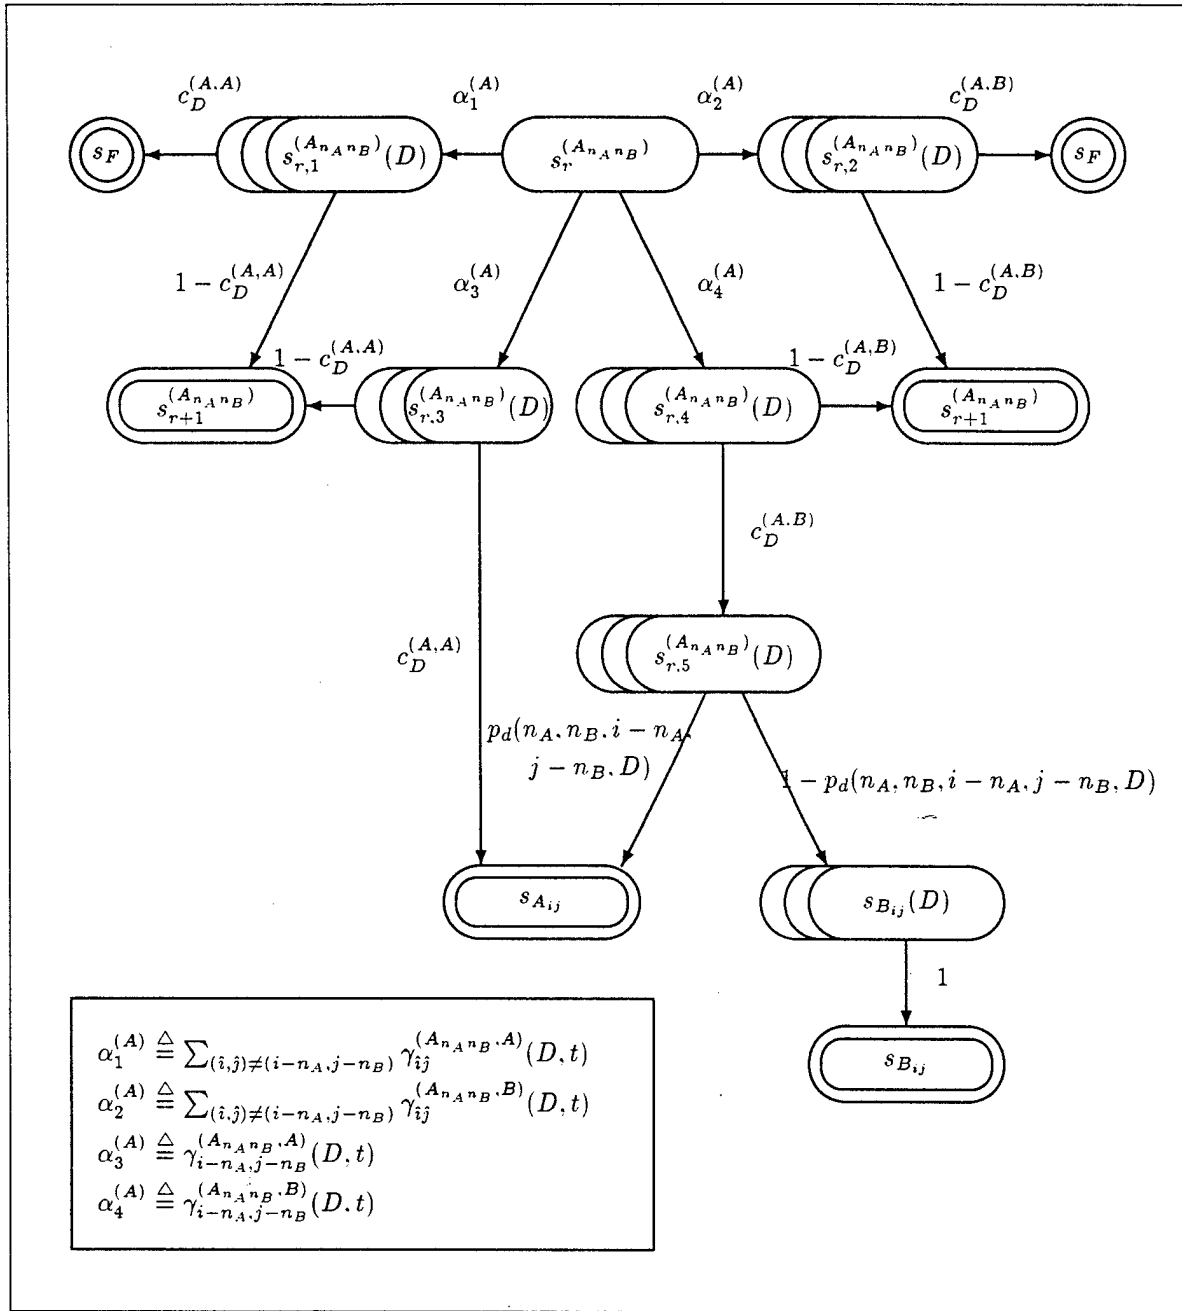 c_D^{(A.A)} α_1^{(A)} α_2^{(A)} c_D^{(A.B)}
s_F s_{r,1}^{(A_{n_A n_B})}(D) s_r^{(A_{n_A n_B})} s_{r,2}^{(A_{n_A n_B})}(D) s_F
1 − c_D^{(A,A)} α_3^{(A)} α_4^{(A)} 1 − c_D^{(A.B)}
1 − c_D^{(A.A)} 1 − c_D^{(A,B)}
s_{r+1}^{(A_{n_A n_B})} s_{r,3}^{(A_{n_A n_B})}(D) s_{r,4}^{(A_{n_A n_B})}(D) s_{r+1}^{(A_{n_A n_B})}
c_D^{(A.B)}
c_D^{(A,A)} s_{r,5}^{(A_{n_A n_B})}(D)
p_d(n_A, n_B, i − n_A,
j − n_B, D)
1 − p_d(n_A, n_B, i − n_A, j − n_B, D)
s_{A_{ij}} s_{B_{ij}}(D)
1
s_{B_{ij}}
α_1^{(A)} ≜ ∑_{(î,ĵ)≠(i−n_A,j−n_B)} γ_{îĵ}^{(A_{n_A n_B},A)}(D, t)
α_2^{(A)} ≜ ∑_{(î,ĵ)≠(i−n_A,j−n_B)} γ_{îĵ}^{(A_{n_A n_B},B)}(D, t)
α_3^{(A)} ≜ γ_{i−n_A,j−n_B}^{(A_{n_A n_B},A)}(D, t)
α_4^{(A)} ≜ γ_{i−n_A,j−n_B}^{(A_{n_A n_B},B)}(D, t)